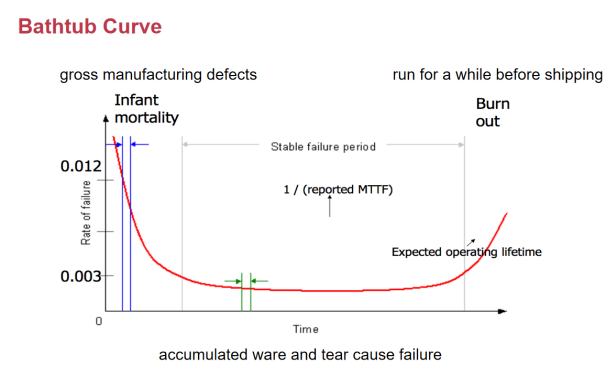 Bathtub Curve
gross manufacturing defects
run for a while before shipping
Infant
mortality
Burn
out
Stable failure period
0.012
1 / (reported MTTF)
Rate of failure
Expected operating lifetime
0.003
0
Time
accumulated ware and tear cause failure